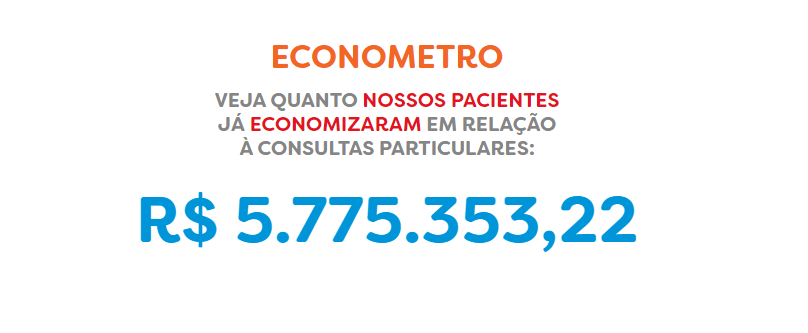 ECONOMETRO
VEJA QUANTO NOSSOS PACIENTES
JÁ ECONOMIZARAM EM RELAÇÃO
À CONSULTAS PARTICULARES:
R$ 5.775.353,22